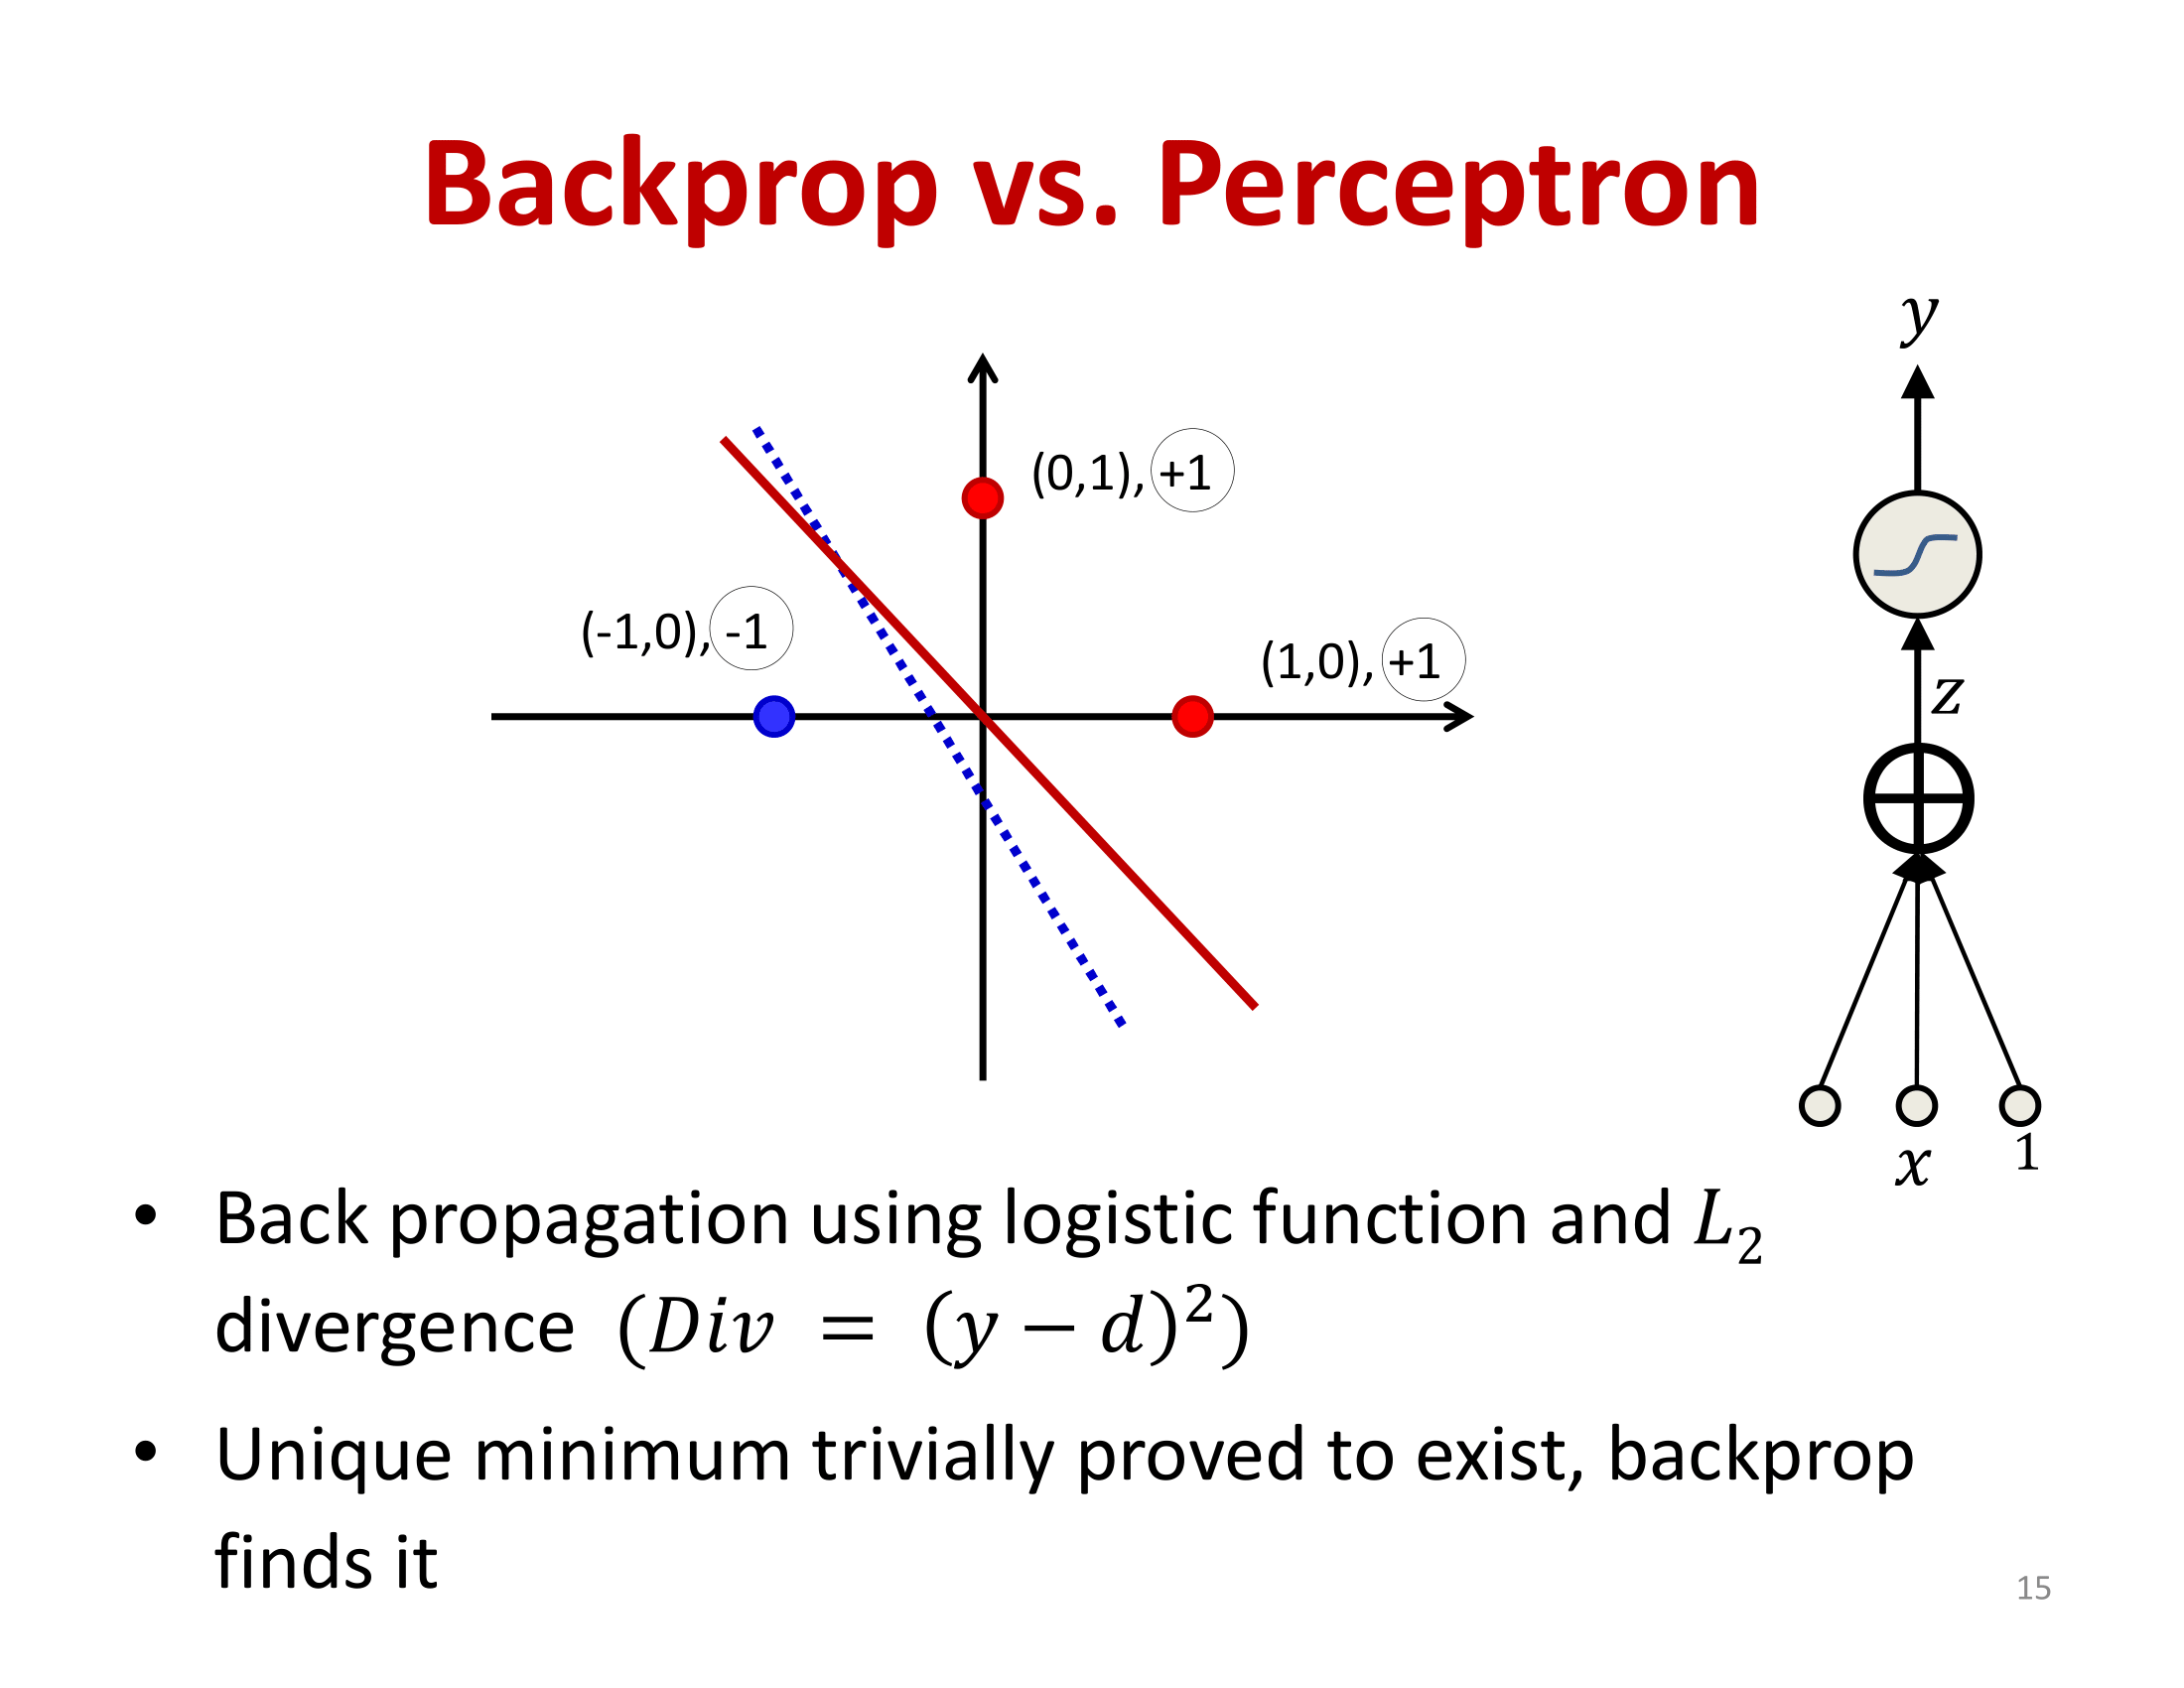 Backprop vs. Perceptron
y
(0,1), +1
(-1,0), -1
(1,0), +1
z
x
1
• Back propagation using logistic function and L₂
divergence (Div = (y − d)²)
• Unique minimum trivially proved to exist, backprop
finds it
15